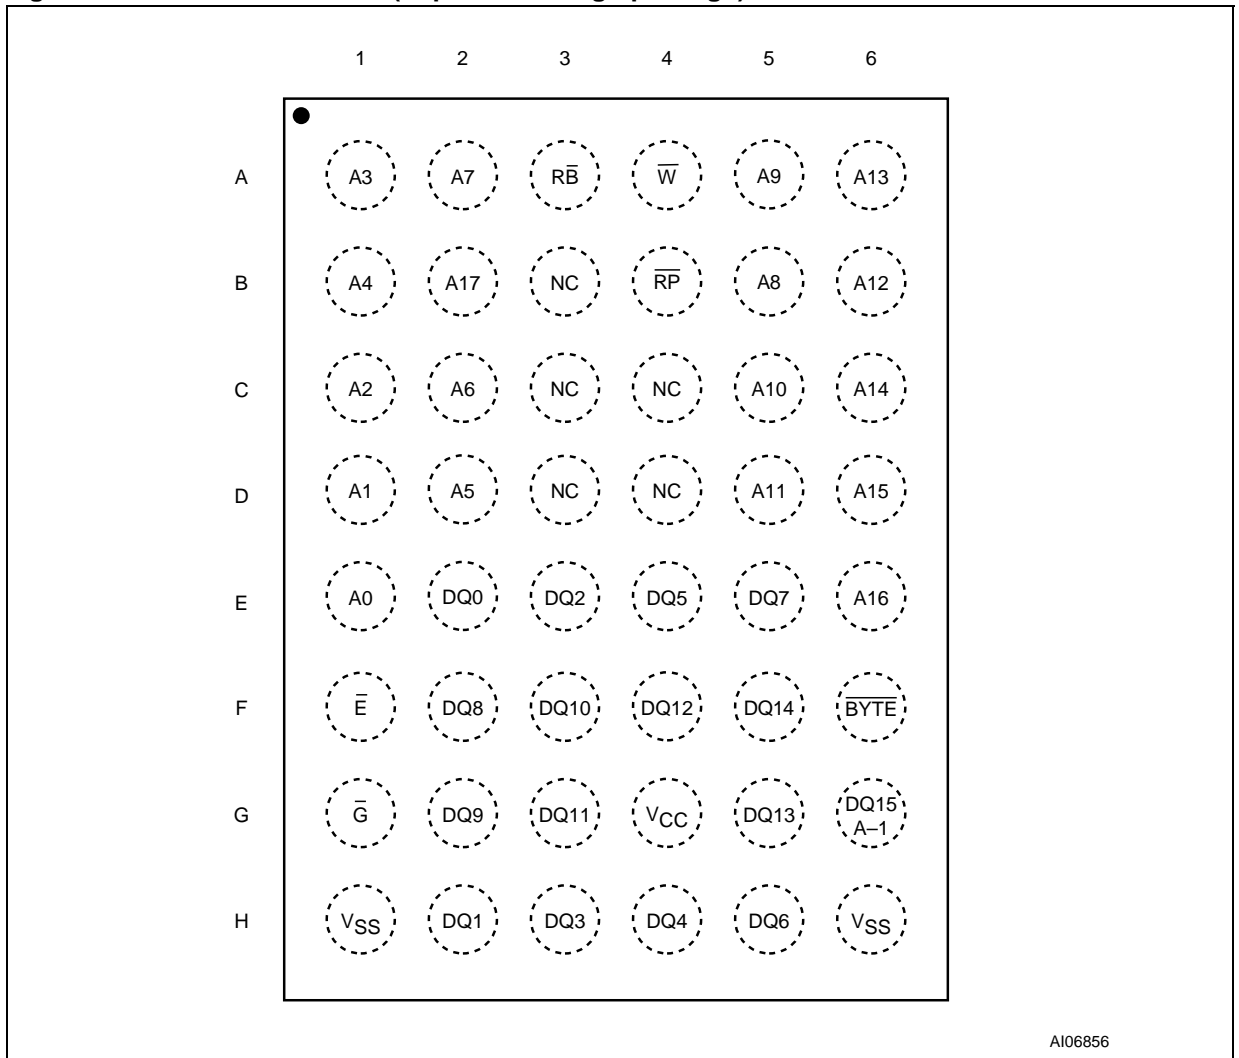 1 2 3 4 5 6
A A3 A7 RB̅ W̅ A9 A13
B A4 A17 NC R̅P̅ A8 A12
C A2 A6 NC NC A10 A14
D A1 A5 NC NC A11 A15
E A0 DQ0 DQ2 DQ5 DQ7 A16
F E̅ DQ8 DQ10 DQ12 DQ14 B̅Y̅T̅E̅
G G̅ DQ9 DQ11 VCC DQ13 DQ15 A–1
H VSS DQ1 DQ3 DQ4 DQ6 VSS
AI06856